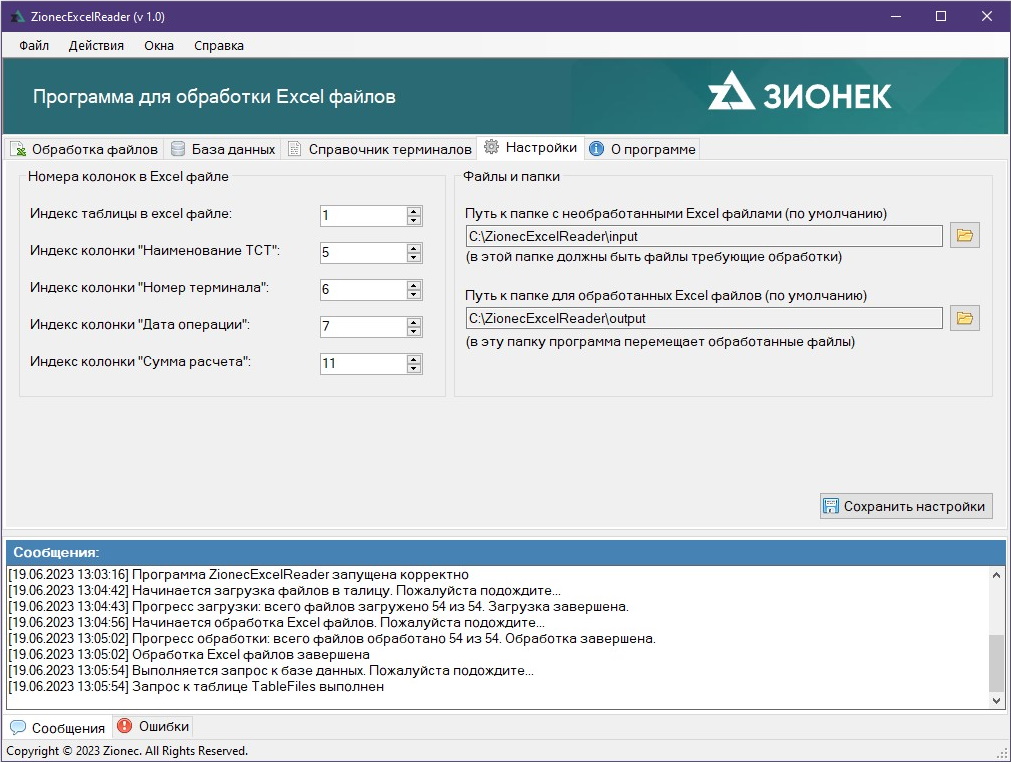 ZionecExcelReader (v 1.0)
Файл Действия Окна Справка
Программа для обработки Excel файлов
ЗИОНЕК
Обработка файлов База данных Справочник терминалов Настройки О программе
Номера колонок в Excel файле
Индекс таблицы в excel файле: 1
Индекс колонки "Наименование ТСТ": 5
Индекс колонки "Номер терминала": 6
Индекс колонки "Дата операции": 7
Индекс колонки "Сумма расчета": 11
Файлы и папки
Путь к папке с необработанными Excel файлами (по умолчанию)
C:\ZionecExcelReader\input
(в этой папке должны быть файлы требующие обработки)
Путь к папке для обработанных Excel файлов (по умолчанию)
C:\ZionecExcelReader\output
(в эту папку программа перемещает обработанные файлы)
Сохранить настройки
Сообщения:
[19.06.2023 13:03:16] Программа ZionecExcelReader запущена корректно
[19.06.2023 13:04:42] Начинается загрузка файлов в талицу. Пожалуйста подождите...
[19.06.2023 13:04:43] Прогресс загрузки: всего файлов загружено 54 из 54. Загрузка завершена.
[19.06.2023 13:04:56] Начинается обработка Excel файлов. Пожалуйста подождите...
[19.06.2023 13:05:02] Прогресс обработки: всего файлов обработано 54 из 54. Обработка завершена.
[19.06.2023 13:05:02] Обработка Excel файлов завершена
[19.06.2023 13:05:54] Выполняется запрос к базе данных. Пожалуйста подождите...
[19.06.2023 13:05:54] Запрос к таблице TableFiles выполнен
Сообщения Ошибки
Copyright © 2023 Zionec. All Rights Reserved.